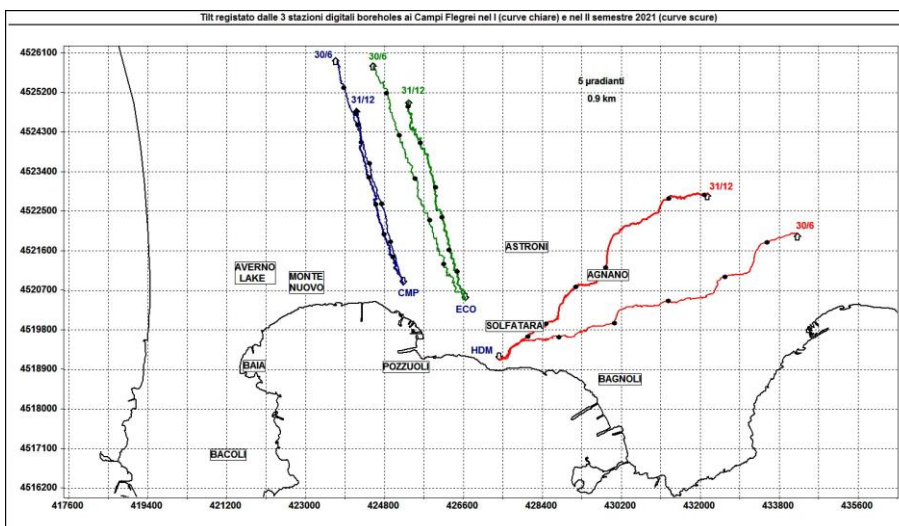 Tilt registato dalle 3 stazioni digitali boreholes ai Campi Flegrei nel I (curve chiare) e nel II semestre 2021 (curve scure)
4526100
4525200
4524300
4523400
4522500
4521600
4520700
4519800
4518900
4518000
4517100
4516200
30/6
30/6
31/12
31/12
5 µradianti
0.9 km
31/12
30/6
ASTRONI
AVERNO
LAKE
MONTE
NUOVO
AGNANO
CMP
ECO
SOLFATARA
HDM
BAIA
POZZUOLI
BAGNOLI
BACOLI
417600 419400 421200 423000 424800 426600 428400 430200 432000 433800 435600